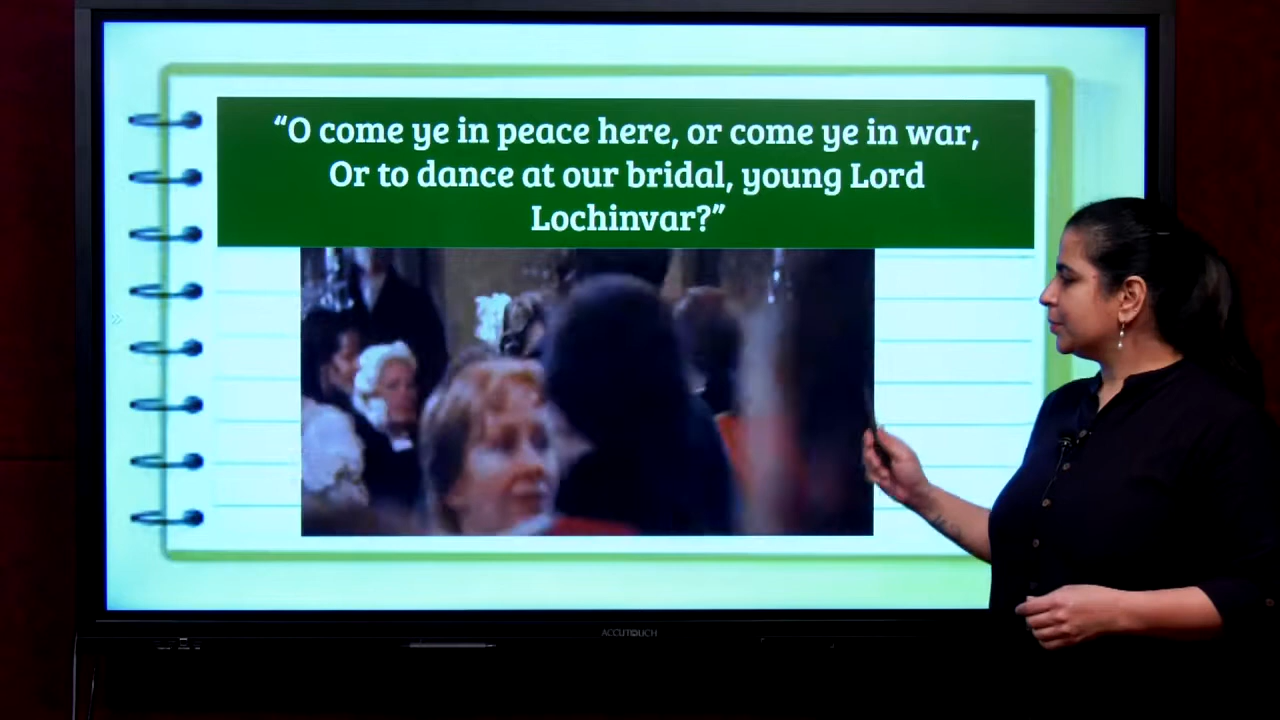 “O come ye in peace here, or come ye in war,
Or to dance at our bridal, young Lord
Lochinvar?”
ACCUTOUCH